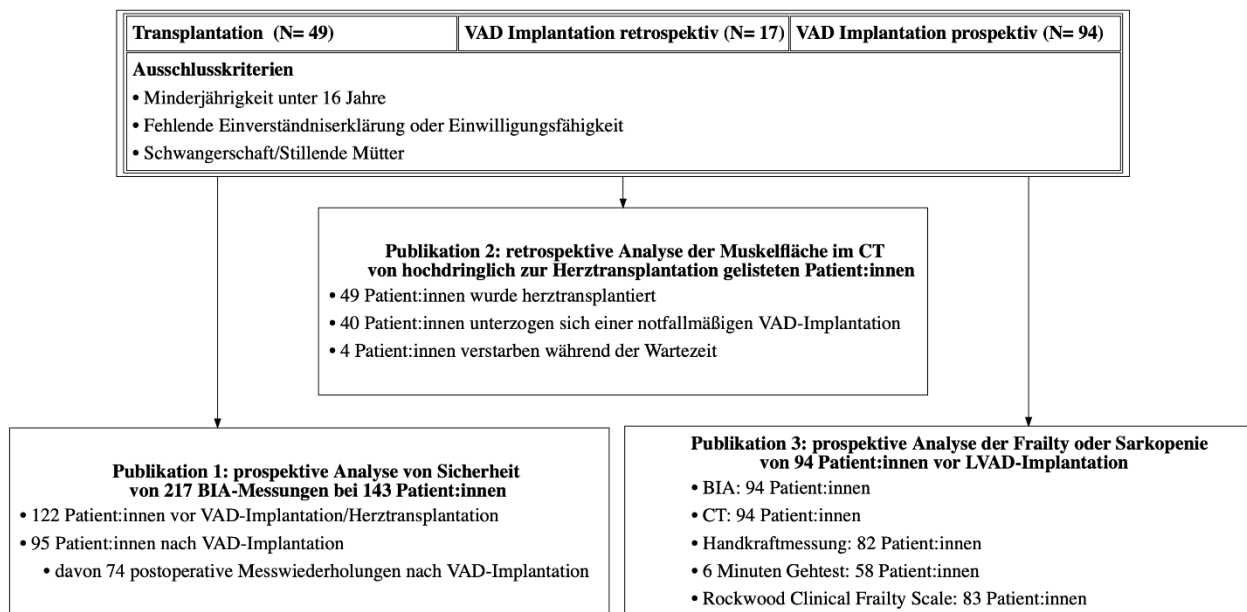 Transplantation (N= 49)
VAD Implantation retrospektiv (N= 17)
VAD Implantation prospektiv (N= 94)
Ausschlusskriterien
• Minderjährigkeit unter 16 Jahre
• Fehlende Einverständniserklärung oder Einwilligungsfähigkeit
• Schwangerschaft/Stillende Mütter
Publikation 2: retrospektive Analyse der Muskelfläche im CT
von hochdringlich zur Herztransplantation gelisteten Patient:innen
• 49 Patient:innen wurde herztransplantiert
• 40 Patient:innen unterzogen sich einer notfallmäßigen VAD-Implantation
• 4 Patient:innen verstarben während der Wartezeit
Publikation 1: prospektive Analyse von Sicherheit
von 217 BIA-Messungen bei 143 Patient:innen
• 122 Patient:innen vor VAD-Implantation/Herztransplantation
• 95 Patient:innen nach VAD-Implantation
• davon 74 postoperative Messwiederholungen nach VAD-Implantation
Publikation 3: prospektive Analyse der Frailty oder Sarkopenie
von 94 Patient:innen vor LVAD-Implantation
• BIA: 94 Patient:innen
• CT: 94 Patient:innen
• Handkraftmessung: 82 Patient:innen
• 6 Minuten Gehtest: 58 Patient:innen
• Rockwood Clinical Frailty Scale: 83 Patient:innen